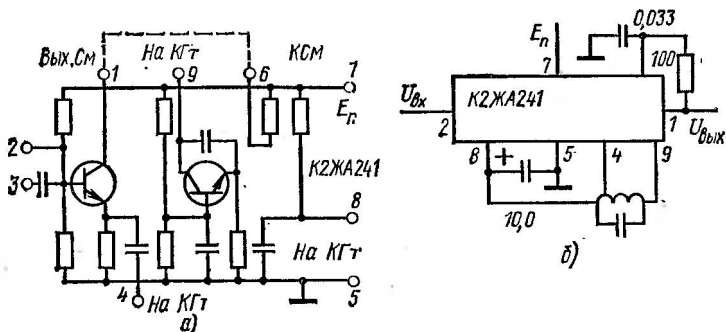 Вых.См
На КГт
КСМ
1
9
6
7
Eп
2
3
К2ЖА241
8
На КГт
4
5
На КГт
а)
Eп
0,033
7
100
Uвх
К2ЖА241
2
1
Uвых
8
+
5
4
9
10,0
б)